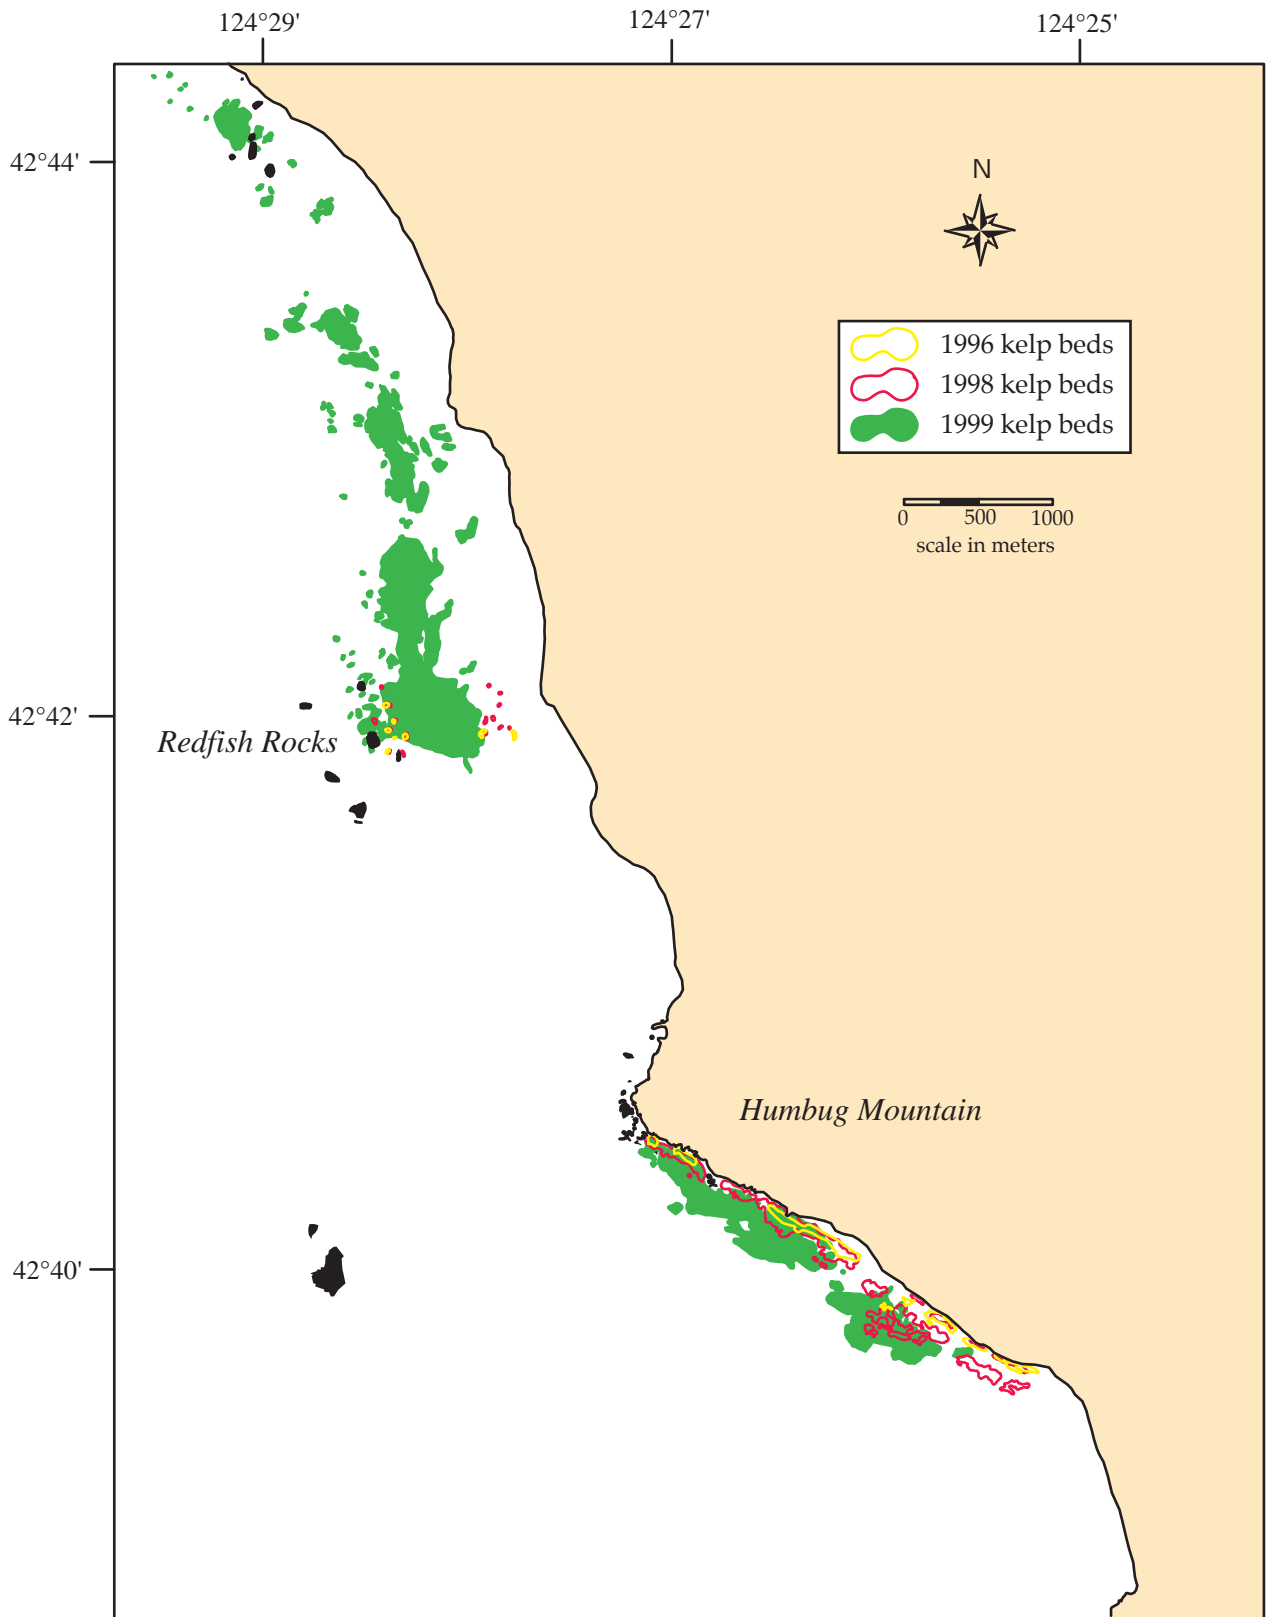 124°29' 124°27' 124°25'
42°44'
N
1996 kelp beds
1998 kelp beds
1999 kelp beds
0 500 1000
scale in meters
42°42'
Redfish Rocks
Humbug Mountain
42°40'